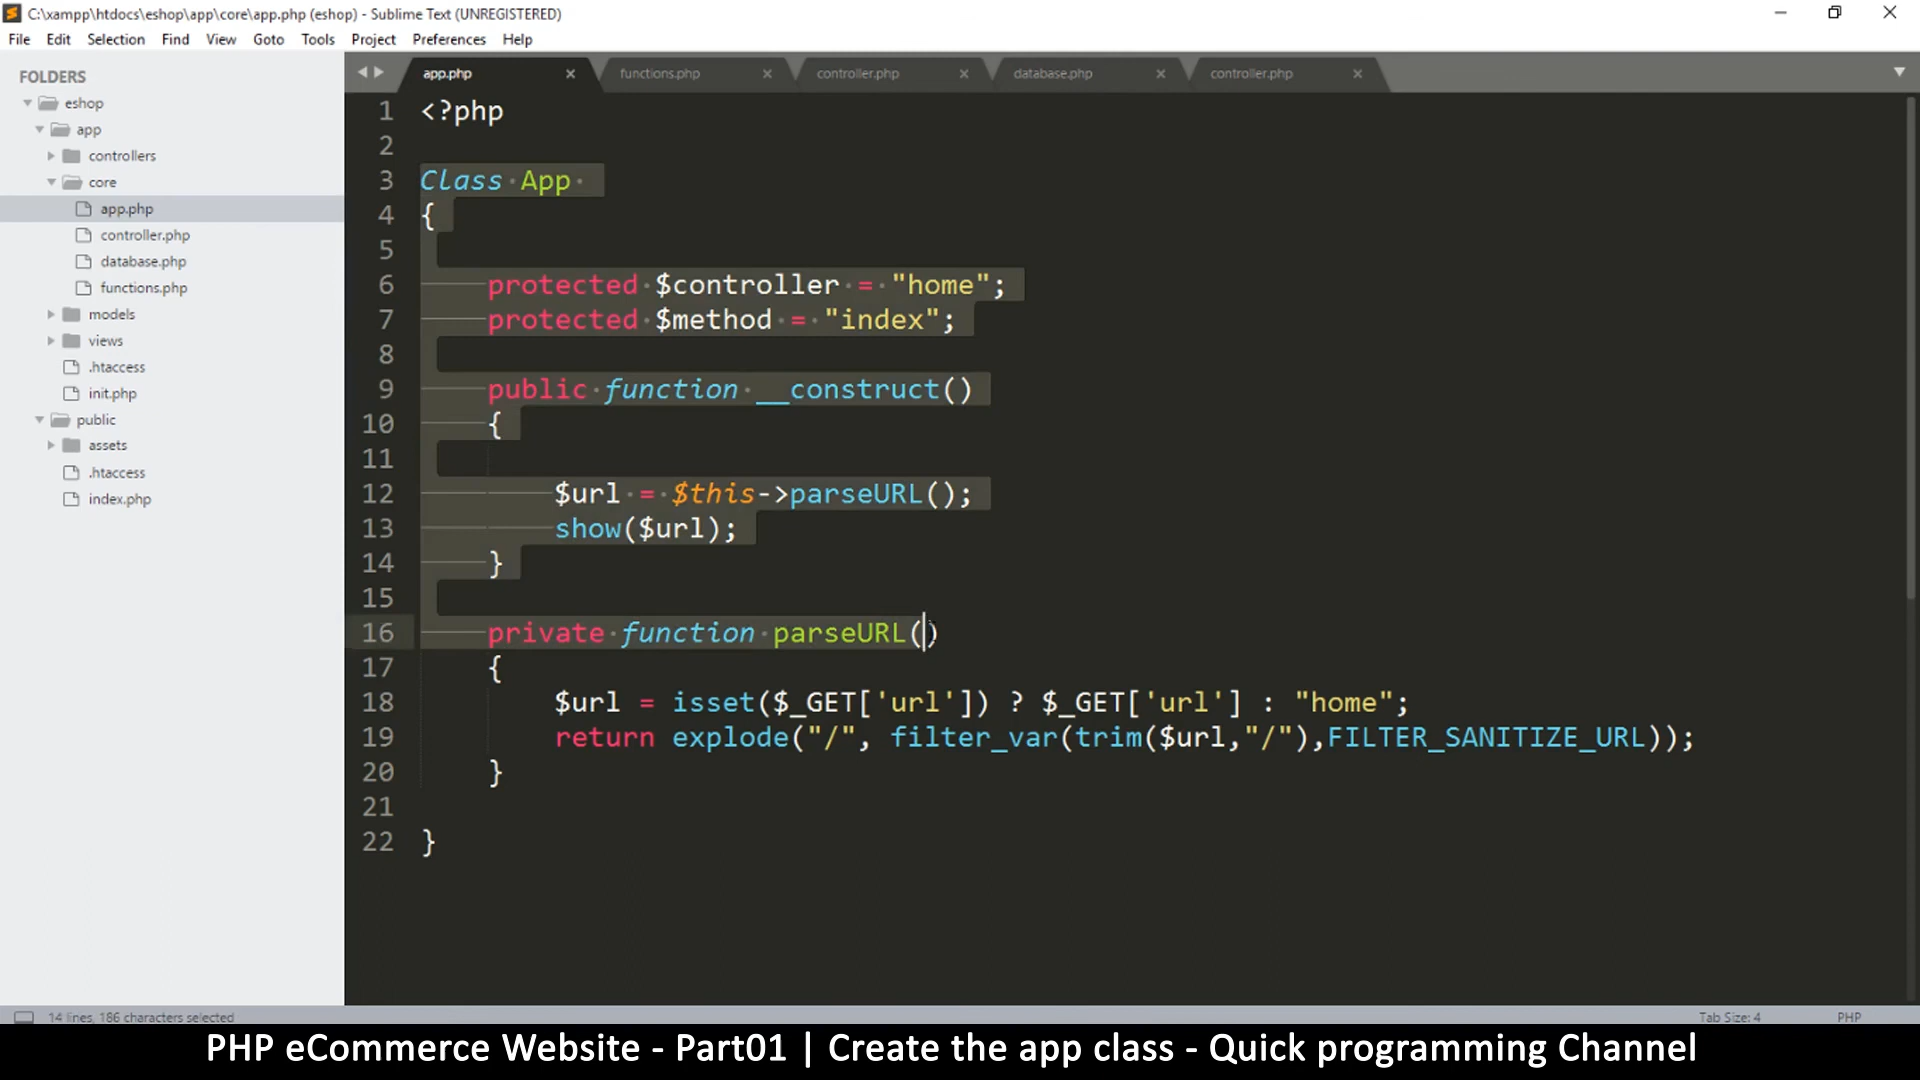 C:\xampp\htdocs\eshop\app\core\app.php (eshop) - Sublime Text (UNREGISTERED)
File Edit Selection Find View Goto Tools Project Preferences Help
FOLDERS
eshop
app
controllers
core
app.php
controller.php
database.php
functions.php
models
views
.htaccess
init.php
public
assets
.htaccess
index.php
app.php functions.php controller.php database.php controller.php
1 <?php
2
3 Class App
4 {
5
6 protected $controller = "home";
7 protected $method = "index";
8
9 public function __construct()
10 {
11
12 $url = $this->parseURL();
13 show($url);
14 }
15
16 private function parseURL()
17 {
18 $url = isset($_GET['url']) ? $_GET['url'] : "home";
19 return explode("/", filter_var(trim($url,"/"),FILTER_SANITIZE_URL));
20 }
21
22 }
14 lines, 186 characters selected
Tab Size: 4 PHP
PHP eCommerce Website - Part01 | Create the app class - Quick programming Channel